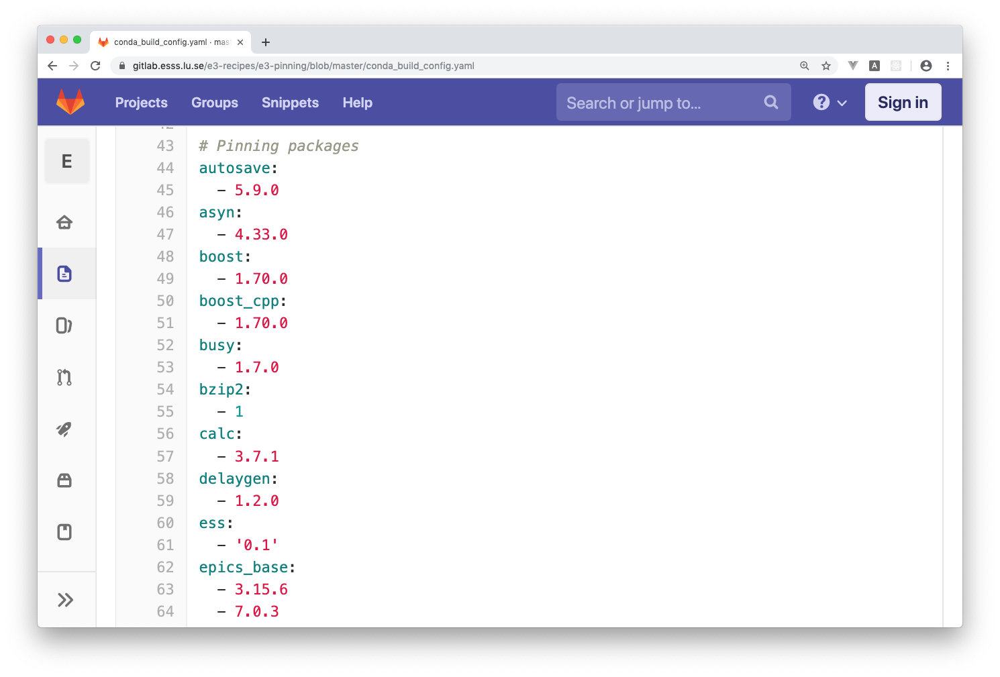 conda_build_config.yaml · mas
gitlab.esss.lu.se/e3-recipes/e3-pinning/blob/master/conda_build_config.yaml
A
Projects Groups Snippets Help
Search or jump to...
Sign in
E
43 # Pinning packages
44 autosave:
45 - 5.9.0
46 asyn:
47 - 4.33.0
48 boost:
49 - 1.70.0
50 boost_cpp:
51 - 1.70.0
52 busy:
53 - 1.7.0
54 bzip2:
55 - 1
56 calc:
57 - 3.7.1
58 delaygen:
59 - 1.2.0
60 ess:
61 - '0.1'
62 epics_base:
63 - 3.15.6
64 - 7.0.3